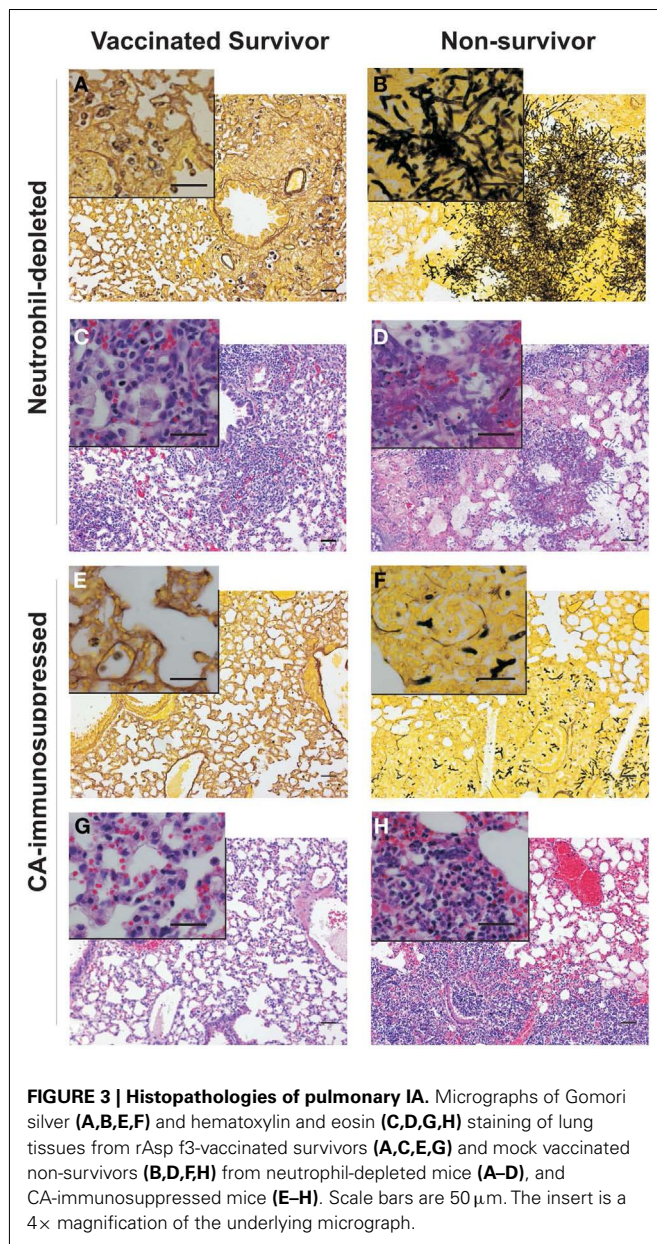 Vaccinated Survivor
Non-survivor
Neutrophil-depleted
CA-immunosuppressed
A
B
C
D
E
F
G
H
FIGURE 3 | Histopathologies of pulmonary IA. Micrographs of Gomori
silver (A,B,E,F) and hematoxylin and eosin (C,D,G,H) staining of lung
tissues from rAsp f3-vaccinated survivors (A,C,E,G) and mock vaccinated
non-survivors (B,D,F,H) from neutrophil-depleted mice (A–D), and
CA-immunosuppressed mice (E–H). Scale bars are 50 μm. The insert is a
4× magnification of the underlying micrograph.